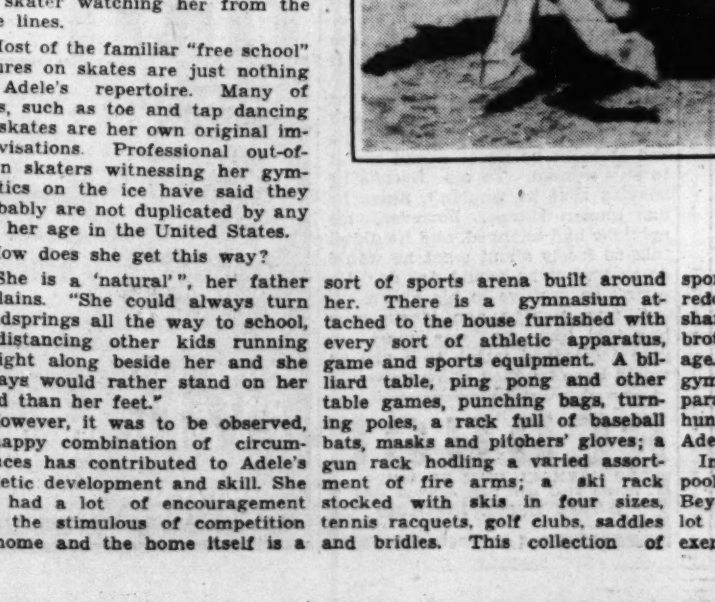 skater watching her from the
lines.
ost of the familiar "free school"
ures on skates are just nothing
Adele's repertoire. Many of
s, such as toe and tap dancing
skates are her own original im-
visations. Professional out-of-
n skaters witnessing her gym-
tics on the ice have said they
bably are not duplicated by any
her age in the United States.
ow does she get this way?
She is a 'natural'", her father
lains. "She could always turn
dsprings all the way to school,
distancing other kids running
ight along beside her and she
ays would rather stand on her
d than her feet."
owever, it was to be observed,
happy combination of circum-
nces has contributed to Adele's
etic development and skill. She
had a lot of encouragement
the stimulous of competition
home and the home itself is a
sort of sports arena built around
her. There is a gymnasium at-
tached to the house furnished with
every sort of athletic apparatus,
game and sports equipment. A bil-
liard table, ping pong and other
table games, punching bags, turn-
ing poles, a rack full of baseball
bats, masks and pitchers' gloves; a
gun rack hodling a varied assort-
ment of fire arms; a ski rack
stocked with skis in four sizes,
tennis racquets, golf clubs, saddles
and bridles. This collection of
spor
rede
shar
brot
age.
gym
para
hun
Ade
In
pool
Bey
lot
exer